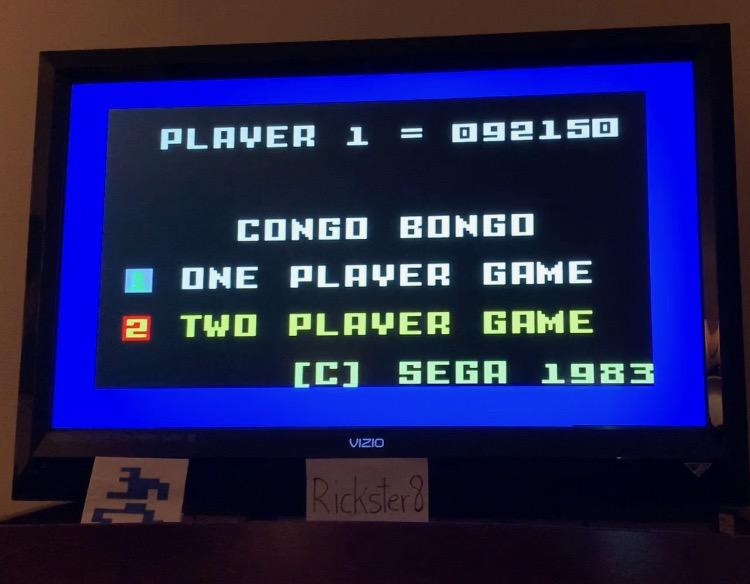 PLAYER 1 = 092150
CONGO BONGO
1 ONE PLAYER GAME
2 TWO PLAYER GAME
[C] SEGA 1983
VIZIO
Rickster8